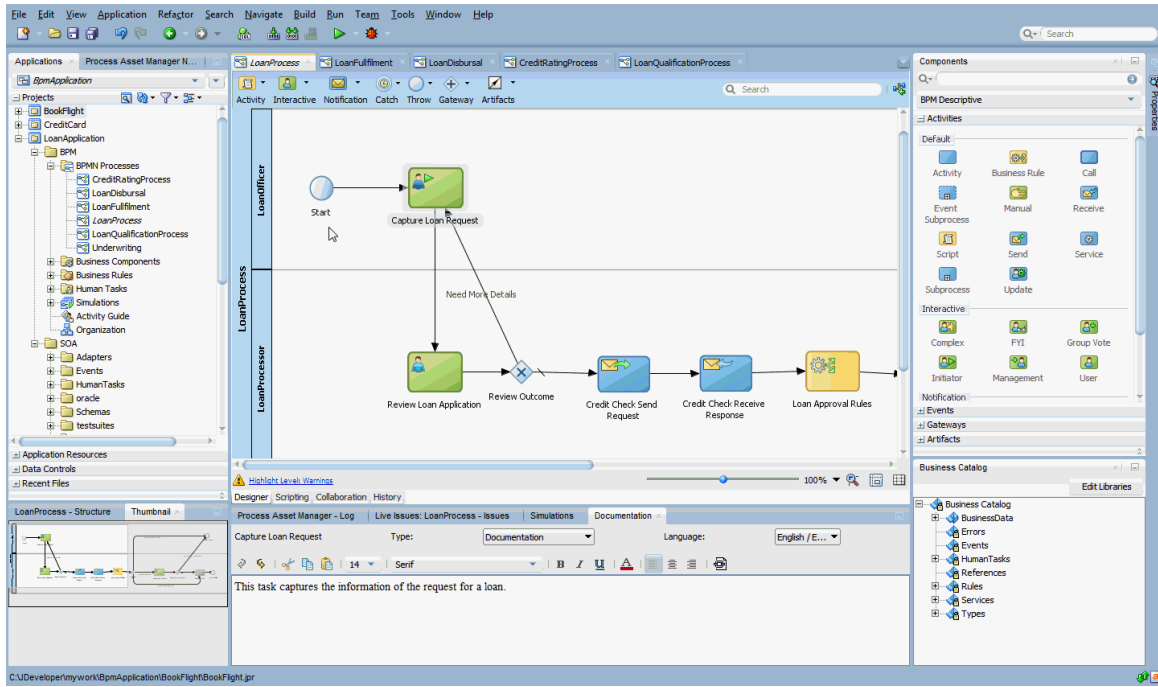 File Edit View Application Refactor Search Navigate Build Run Team Tools Window Help
Search
Applications
Process Asset Manager N...
BpmApplication
Projects
BookFlight
CreditCard
LoanApplication
BPM
BPMN Processes
CreditRatingProcess
LoanDisbursal
LoanFullfilment
LoanProcess
LoanQualificationProcess
Underwriting
Business Components
Business Rules
Human Tasks
Simulations
Activity Guide
Organization
SOA
Adapters
Events
HumanTasks
oracle
Schemas
testsuites
Application Resources
Data Controls
Recent Files
LoanProcess - Structure
Thumbnail
LoanProcess
LoanFullfilment
LoanDisbursal
CreditRatingProcess
LoanQualificationProcess
Activity Interactive Notification Catch Throw Gateway Artifacts
Search
LoanProcess
LoanOfficer
Start
Capture Loan Request
Need More Details
LoanProcessor
Review Loan Application
Review Outcome
Credit Check Send
Request
Credit Check Receive
Response
Loan Approval Rules
Highlight Level: Warnings
100%
Designer Scripting Collaboration History
Process Asset Manager - Log
Live Issues: LoanProcess - Issues
Simulations
Documentation
Capture Loan Request
Type:
Documentation
Language:
English / E...
14
Serif
B I U A
This task captures the information of the request for a loan.
Components
BPM Descriptive
Activities
Default
Activity
Business Rule
Call
Event
Subprocess
Manual
Receive
Script
Send
Service
Subprocess
Update
Interactive
Complex
FYI
Group Vote
Initiator
Management
User
Notification
Events
Gateways
Artifacts
Properties
Business Catalog
Edit Libraries
Business Catalog
BusinessData
Errors
Events
HumanTasks
References
Rules
Services
Types
C:\JDeveloper\mywork\BpmApplication\BookFlight\BookFlight.jpr